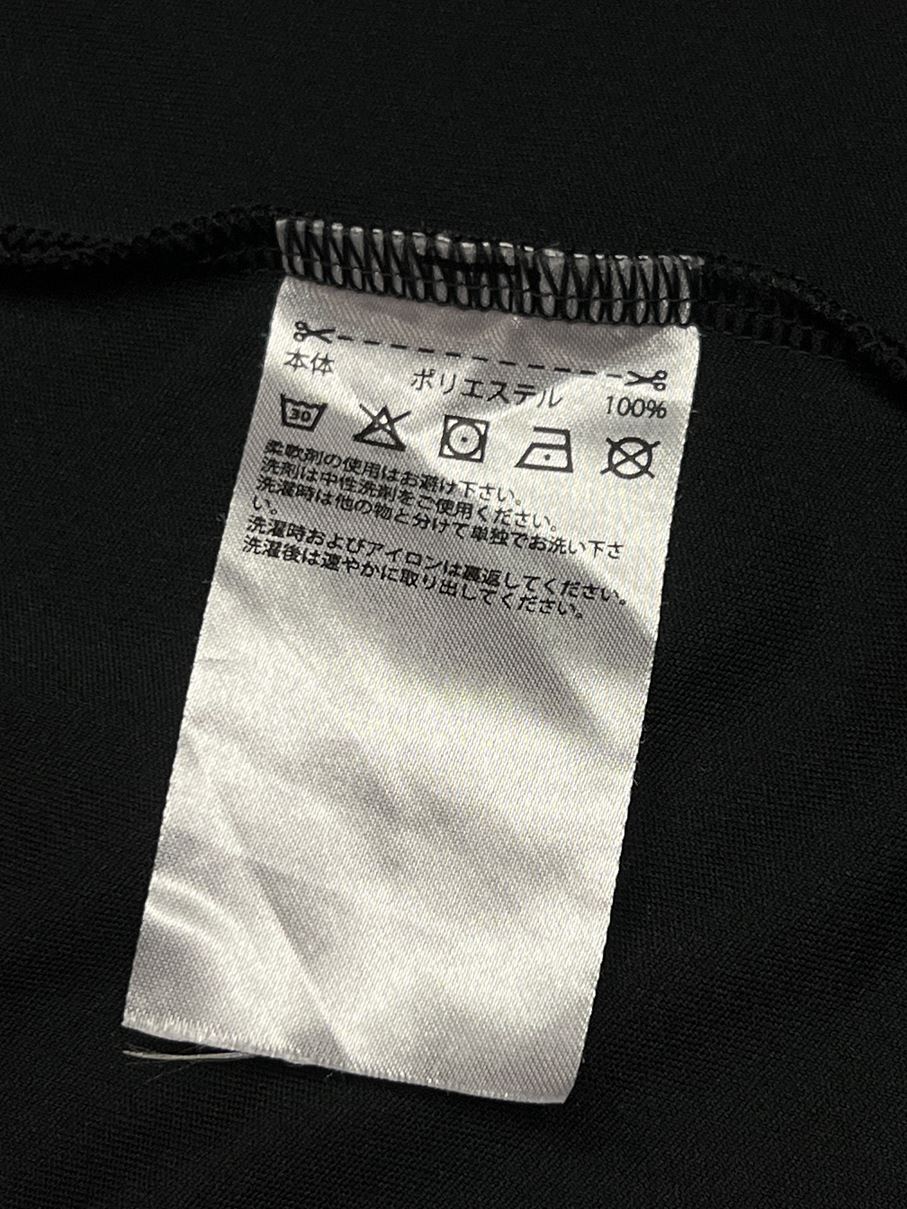 本体 ポリエステル 100%
30
柔軟剤の使用はお避け下さい。
洗剤は中性洗剤をご使用ください。
洗濯時は他の物と分けて単独でお洗い下さ
い。
洗濯時およびアイロンは裏返してください。
洗濯後は速やかに取り出してください。